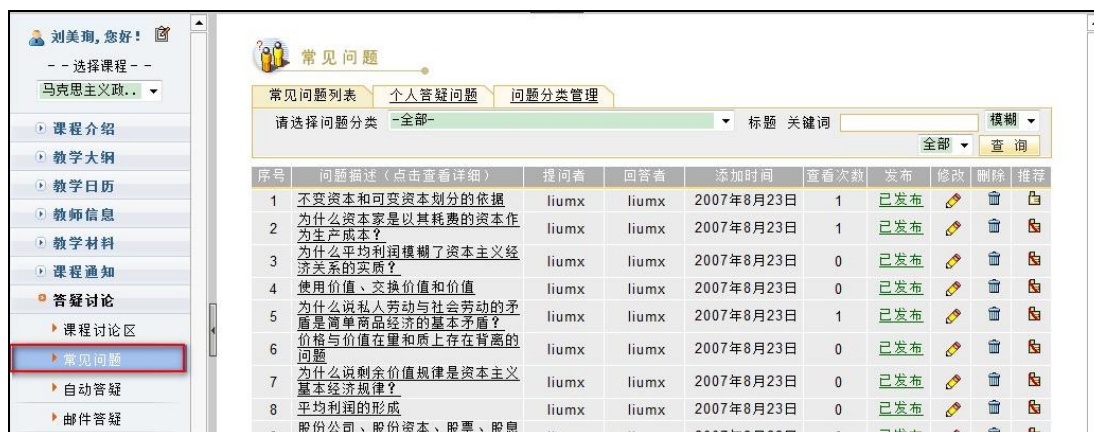 刘美珣,您好!
--选择课程--
马克思主义政..
课程介绍
教学大纲
教学日历
教师信息
教学材料
课程通知
答疑讨论
课程讨论区
常见问题
自动答疑
邮件答疑
常见问题
常见问题列表 个人答疑问题 问题分类管理
请选择问题分类 -全部- 标题 关键词 模糊
全部 查 询
序号 问题描述(点击查看详细) 提问者 回答者 添加时间 查看次数 发布 修改 删除 推荐
1 不变资本和可变资本划分的依据 liumx liumx 2007年8月23日 1 已发布
2 为什么资本家是以其耗费的资本作
为生产成本? liumx liumx 2007年8月23日 1 已发布
3 为什么平均利润模糊了资本主义经
济关系的实质? liumx liumx 2007年8月23日 0 已发布
4 使用价值、交换价值和价值 liumx liumx 2007年8月23日 0 已发布
5 为什么说私人劳动与社会劳动的矛
盾是简单商品经济的基本矛盾? liumx liumx 2007年8月23日 1 已发布
6 价格与价值在量和质上存在背离的
问题 liumx liumx 2007年8月23日 0 已发布
7 为什么说剩余价值规律是资本主义
基本经济规律? liumx liumx 2007年8月23日 0 已发布
8 平均利润的形成 liumx liumx 2007年8月23日 0 已发布
股份公司、股份资本、股票、股息